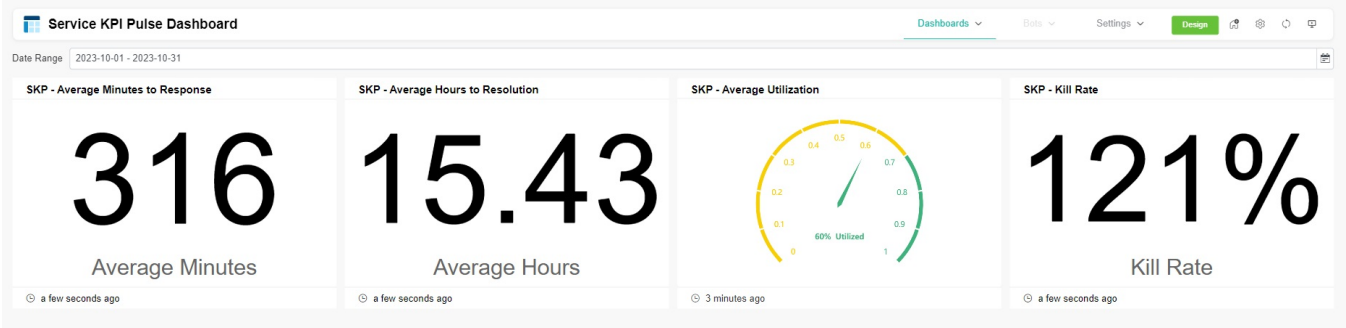 Service KPI Pulse Dashboard
Dashboards
Bots
Settings
Design
Date Range 2023-10-01 - 2023-10-31
SKP - Average Minutes to Response
316
Average Minutes
a few seconds ago
SKP - Average Hours to Resolution
15.43
Average Hours
a few seconds ago
SKP - Average Utilization
0
0.1
0.2
0.3
0.4
0.5
0.6
0.7
0.8
0.9
1
60% Utilized
3 minutes ago
SKP - Kill Rate
121%
Kill Rate
a few seconds ago